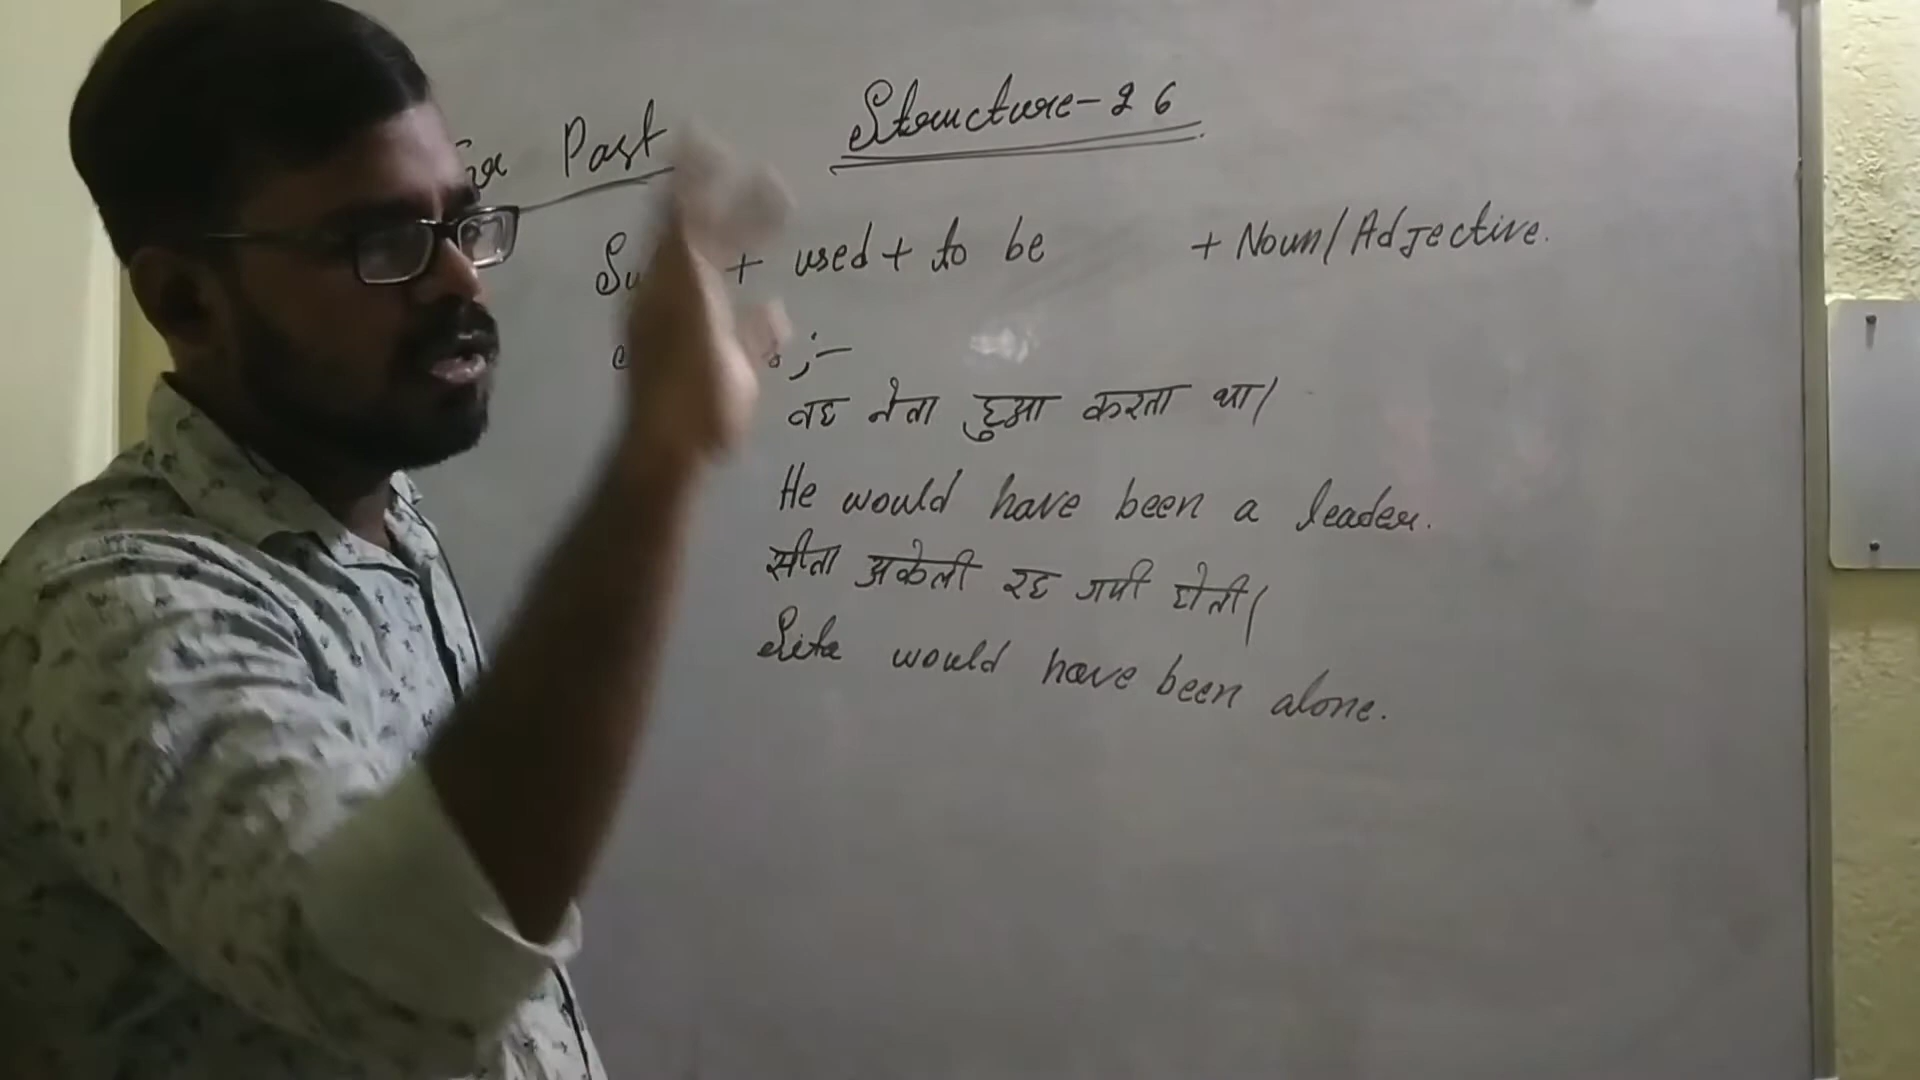 Structure-26
Past
+ used + to be + Noun/Adjective.
वह नेता हुआ करता था।
He would have been a leader.
सीता अकेली रह गयी होती।
Sita would have been alone.